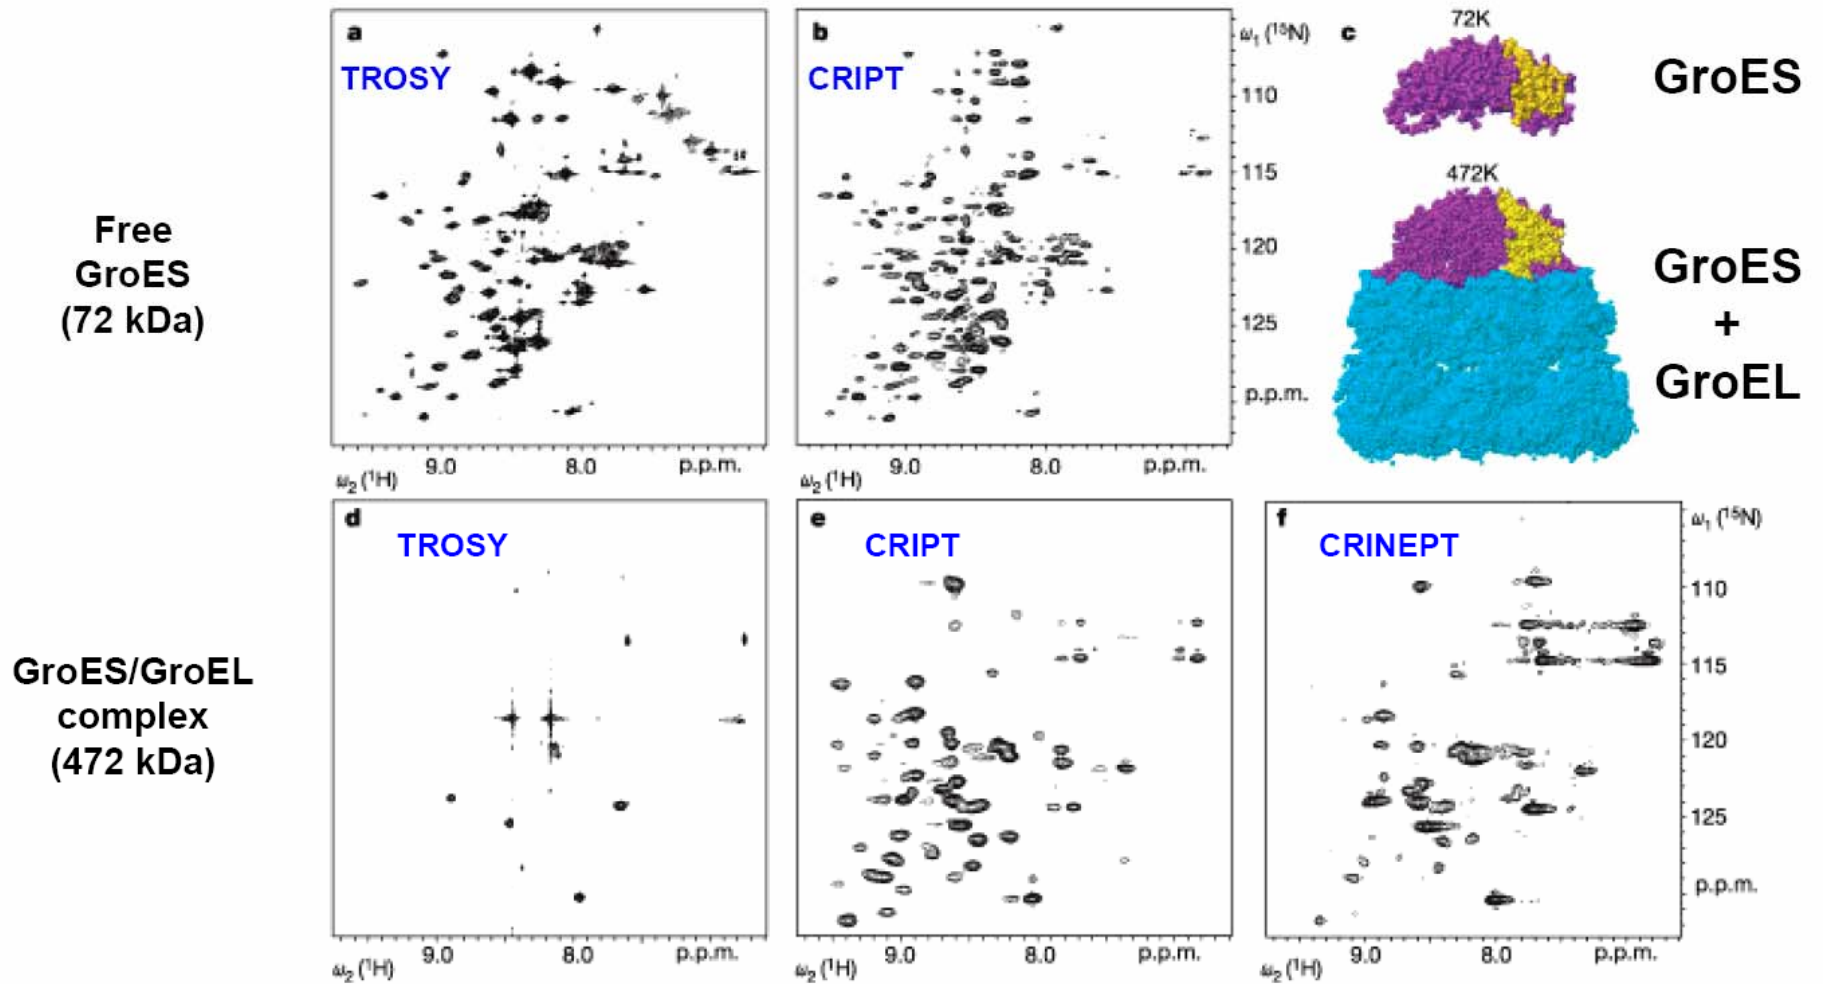 a
TROSY
b
CRIPT
ω1 (15N)
110
115
120
125
p.p.m.
9.0
8.0
p.p.m.
ω2 (1H)
9.0
8.0
p.p.m.
ω2 (1H)
c
72K
GroES
472K
GroES
+
GroEL
Free
GroES
(72 kDa)
d
TROSY
e
CRIPT
f
CRINEPT
ω1 (15N)
110
115
120
125
p.p.m.
9.0
8.0
p.p.m.
ω2 (1H)
9.0
8.0
p.p.m.
ω2 (1H)
9.0
8.0
p.p.m.
ω2 (1H)
GroES/GroEL
complex
(472 kDa)